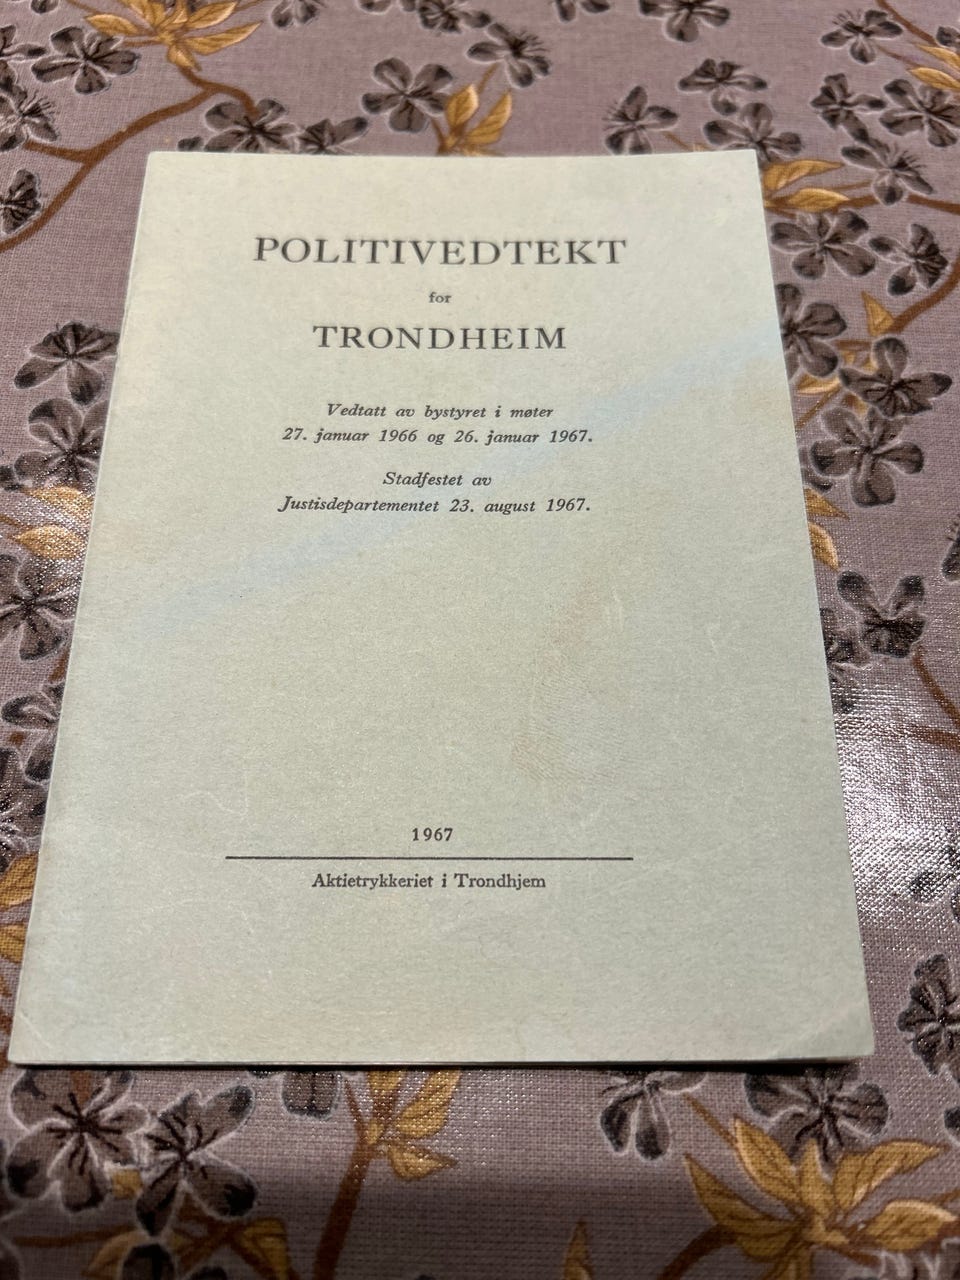 POLITIVEDTEKT
for
TRONDHEIM
Vedtatt av bystyret i møter
27. januar 1966 og 26. januar 1967.
Stadfestet av
Justisdepartementet 23. august 1967.
1967
Aktietrykkeriet i Trondhjem